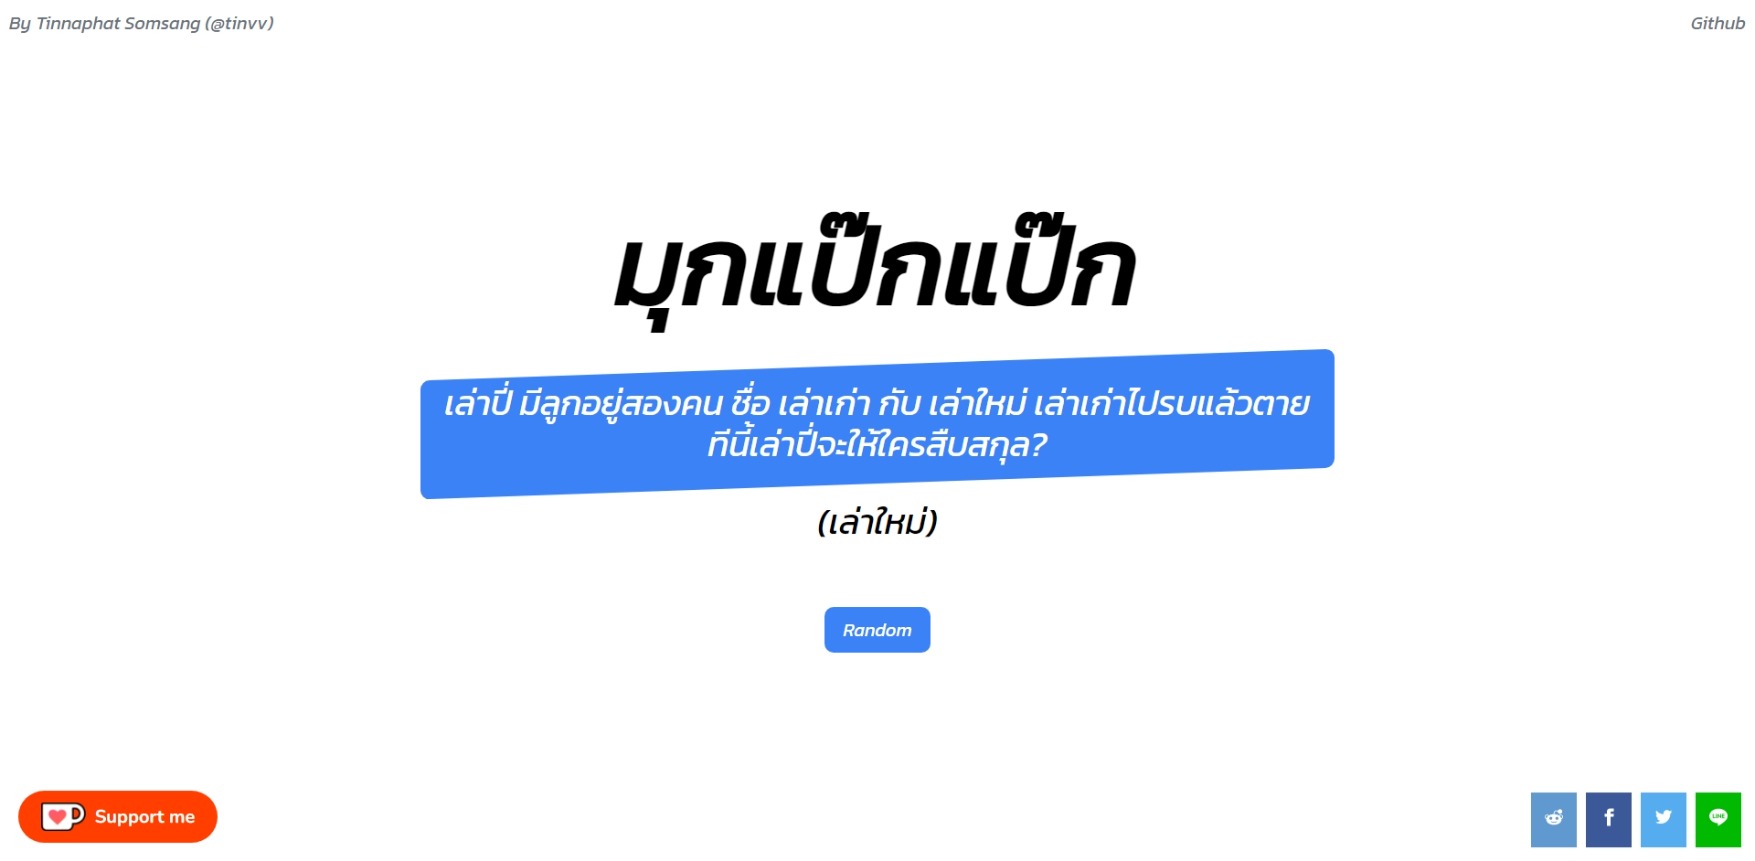 By Tinnaphat Somsang (@tinvv)
Github
มุกแป๊กแป๊ก
เล่าปี่ มีลูกอยู่สองคน ชื่อ เล่าเก่า กับ เล่าใหม่ เล่าเก่าไปรบแล้วตาย
ทีนี้เล่าปี่จะให้ใครสืบสกุล?
(เล่าใหม่)
Random
Support me
LINE